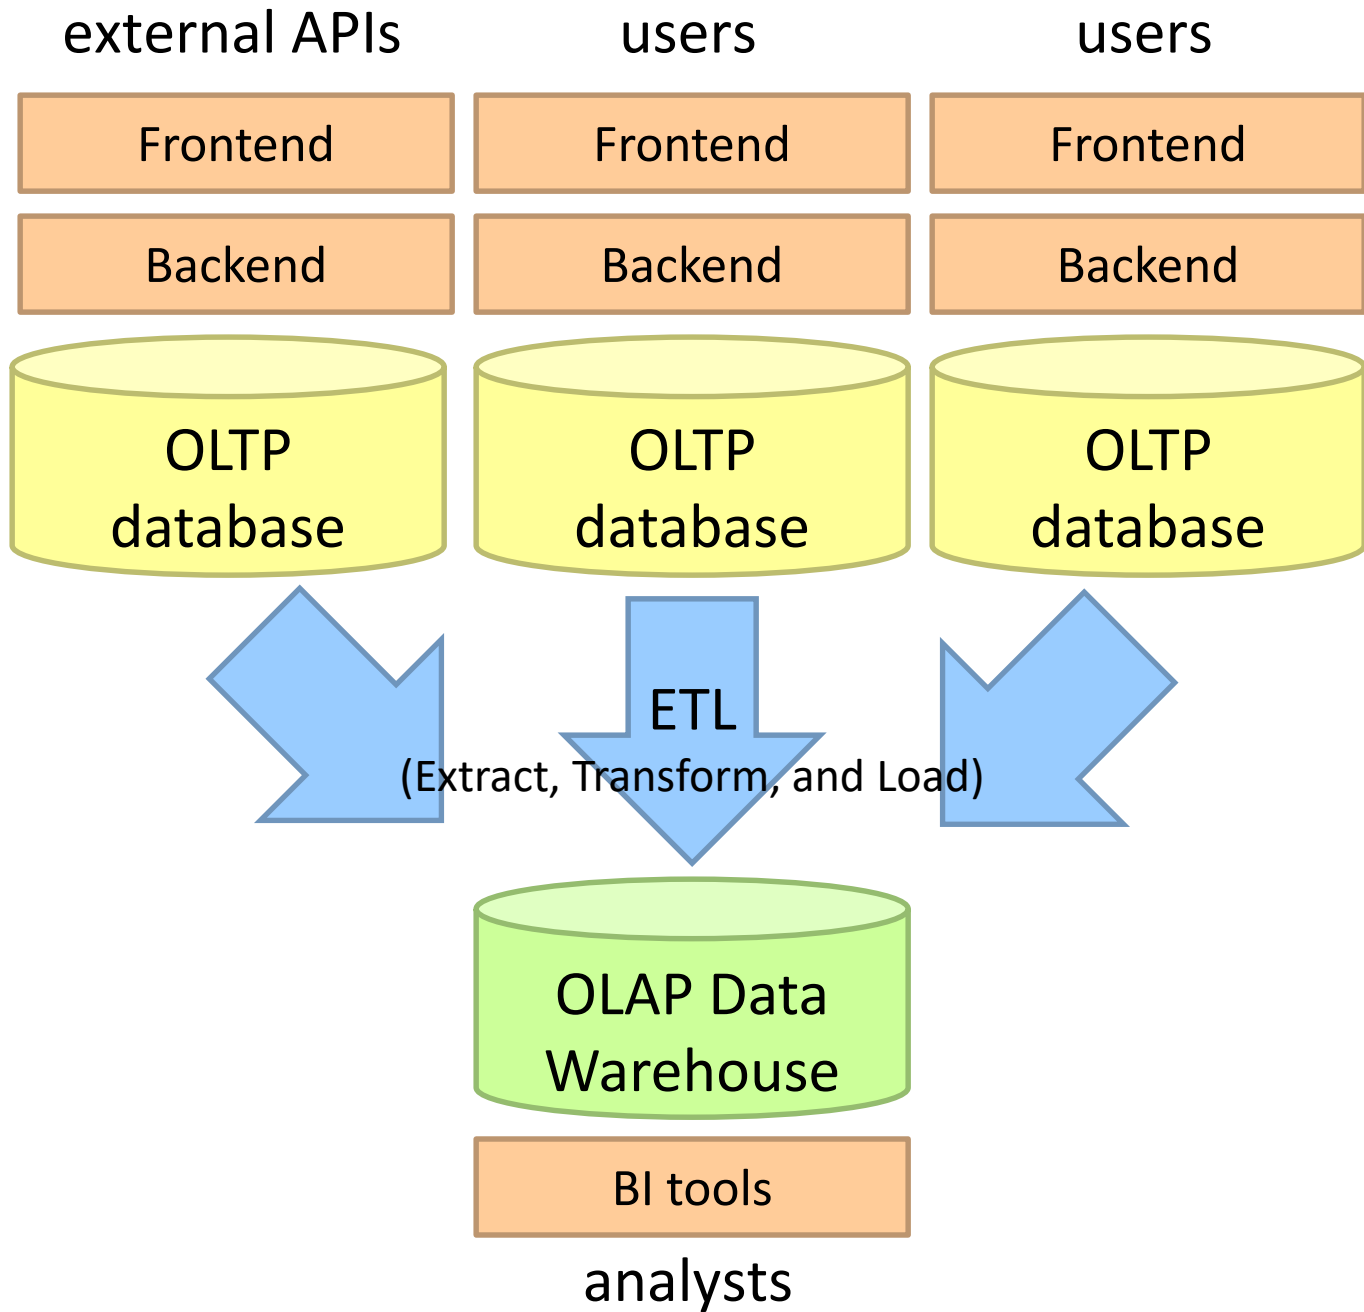 external APIs
users
users
Frontend
Frontend
Frontend
Backend
Backend
Backend
OLTP
database
OLTP
database
OLTP
database
ETL
(Extract, Transform, and Load)
OLAP Data
Warehouse
BI tools
analysts